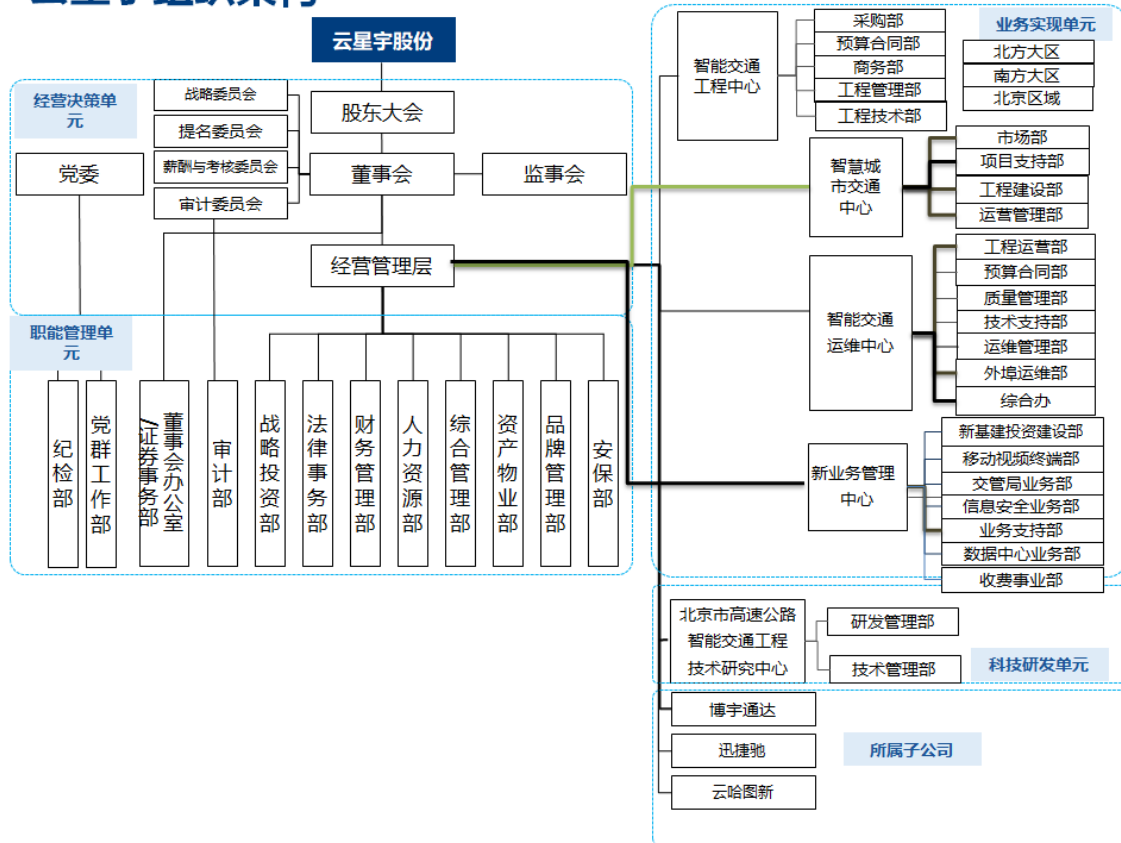 云星宇组织架构
云星宇股份
经营决策单
元
战略委员会
提名委员会
薪酬与考核委员会
审计委员会
股东大会
党委
董事会
监事会
经营管理层
职能管理单
元
纪检部
党群工作部
董事会办公室
/证券事务部
审计部
战略投资部
法律事务部
财务管理部
人力资源部
综合管理部
资产物业部
品牌管理部
安保部
业务实现单元
北方大区
南方大区
北京区域
智能交通
工程中心
采购部
预算合同部
商务部
工程管理部
工程技术部
智慧城
市交通
中心
市场部
项目支持部
工程建设部
运营管理部
智能交通
运维中心
工程运营部
预算合同部
质量管理部
技术支持部
运维管理部
外埠运维部
综合办
新业务管理
中心
新基建投资建设部
移动视频终端部
交管局业务部
信息安全业务部
业务支持部
数据中心业务部
收费事业部
北京市高速公路
智能交通工程
技术研究中心
研发管理部
技术管理部
科技研发单元
博宇通达
迅捷驰
云哈图新
所属子公司